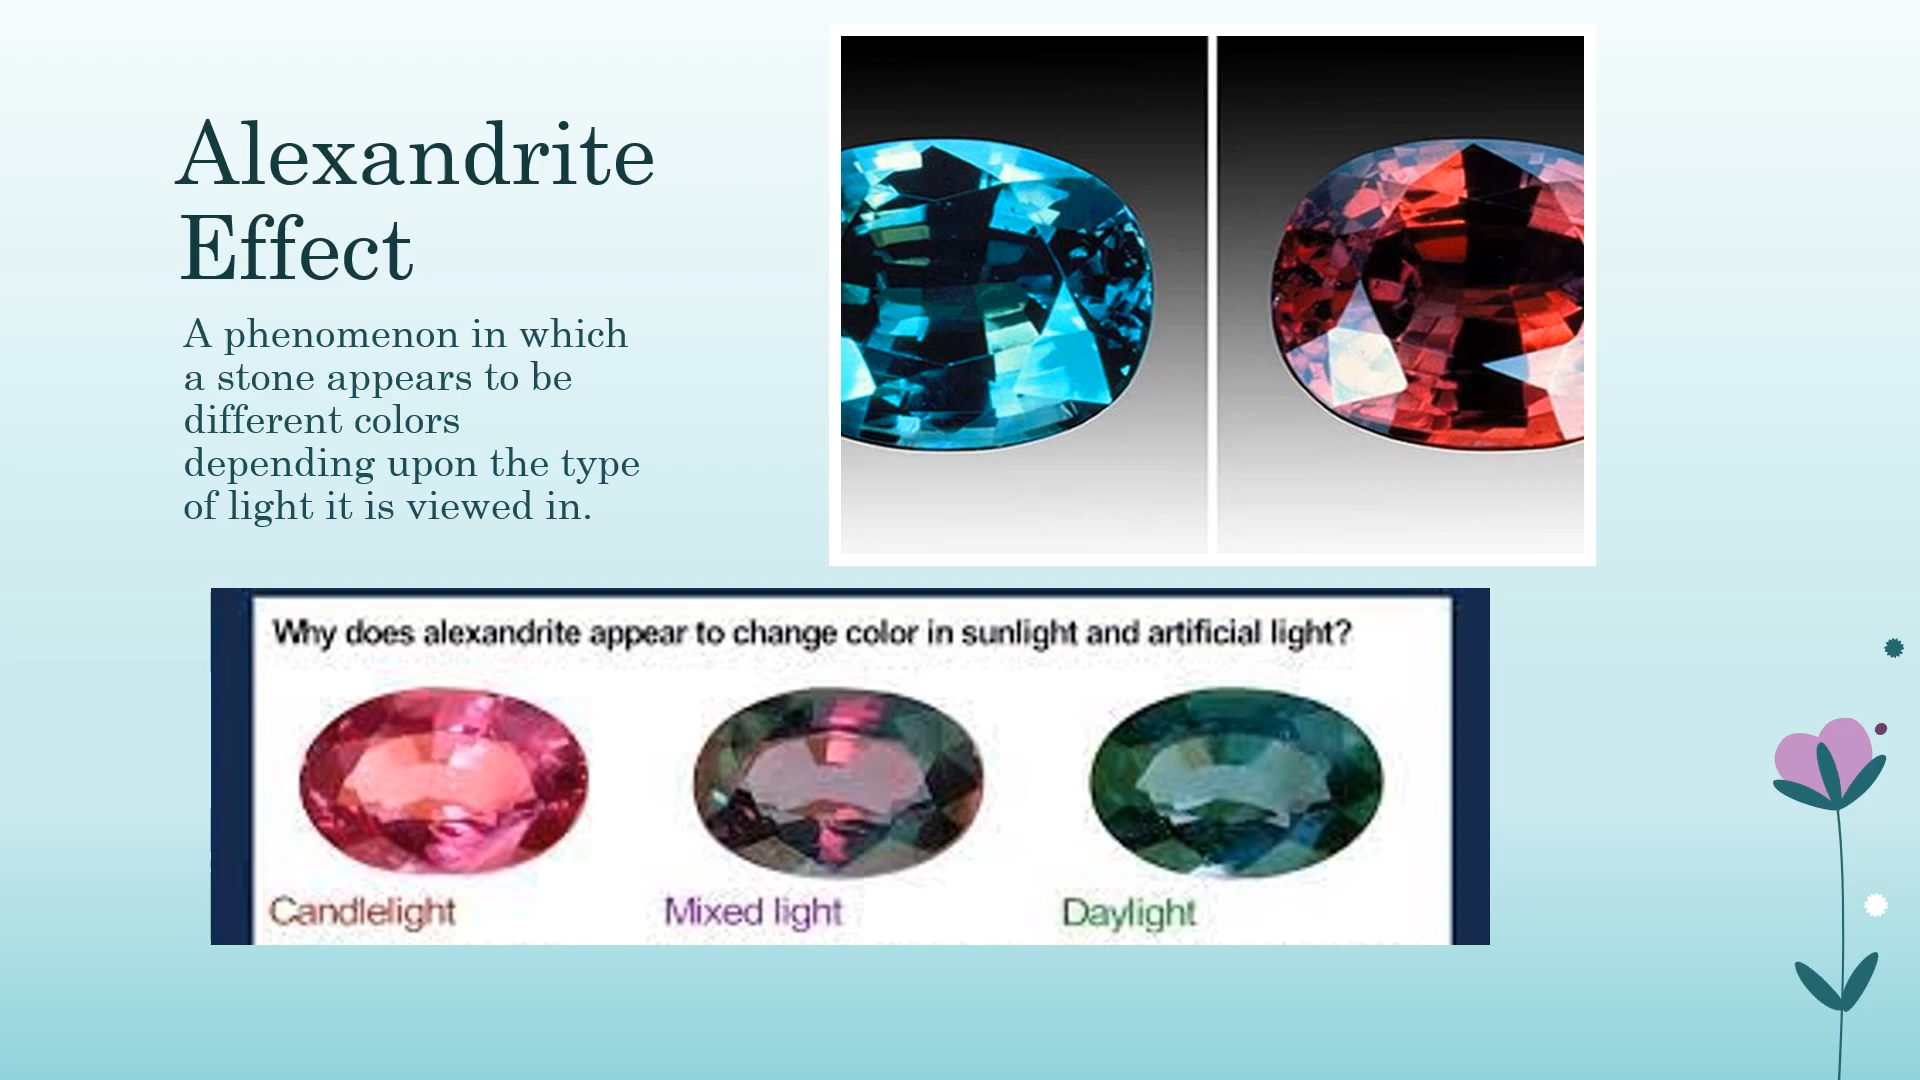 Alexandrite
Effect
A phenomenon in which
a stone appears to be
different colors
depending upon the type
of light it is viewed in.
Why does alexandrite appear to change color in sunlight and artificial light?
Candlelight
Mixed light
Daylight